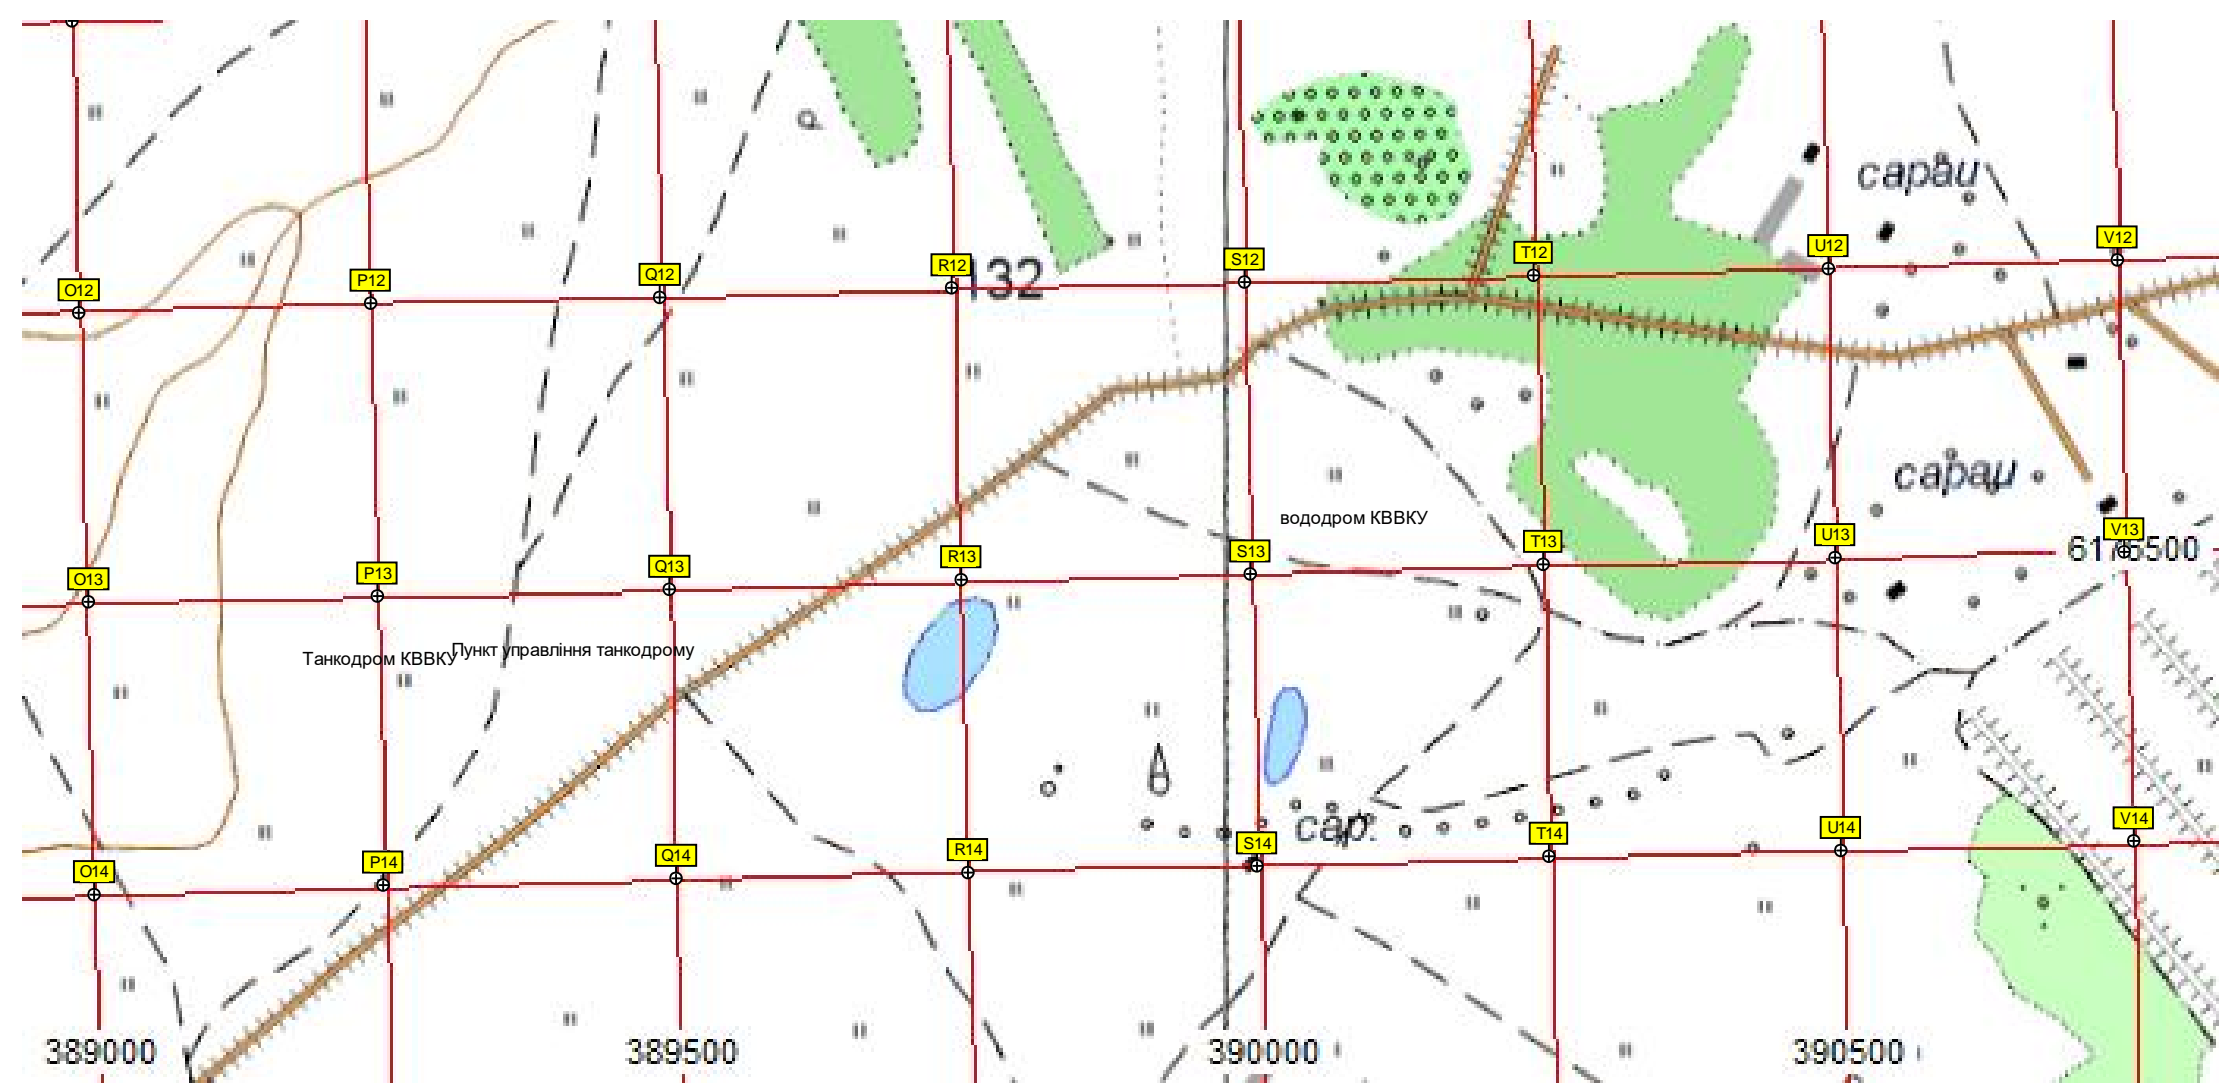 сараи
O12
P12
Q12
R12
132
S12
T12
U12
V12
сараи
вододром КВВКУ
O13
P13
Q13
R13
S13
T13
U13
V13
6176500
Танкодром КВВКУ
Пункт управління танкодрому
сар.
O14
P14
Q14
R14
S14
T14
U14
V14
389000
389500
390000
390500